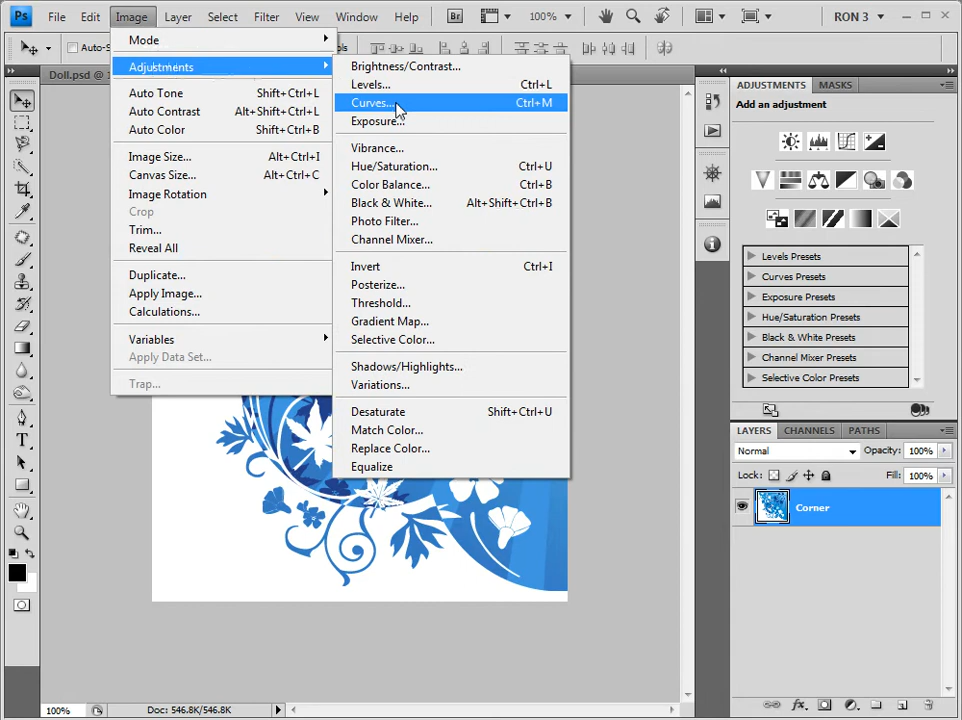 Ps File Edit Image Layer Select Filter View Window Help Br 100% RON 3
Auto-S
Doll.psd @
Mode
Adjustments
Auto Tone Shift+Ctrl+L
Auto Contrast Alt+Shift+Ctrl+L
Auto Color Shift+Ctrl+B
Image Size... Alt+Ctrl+I
Canvas Size... Alt+Ctrl+C
Image Rotation
Crop
Trim...
Reveal All
Duplicate...
Apply Image...
Calculations...
Variables
Apply Data Set...
Trap...
Brightness/Contrast...
Levels... Ctrl+L
Curves... Ctrl+M
Exposure...
Vibrance...
Hue/Saturation... Ctrl+U
Color Balance... Ctrl+B
Black & White... Alt+Shift+Ctrl+B
Photo Filter...
Channel Mixer...
Invert Ctrl+I
Posterize...
Threshold...
Gradient Map...
Selective Color...
Shadows/Highlights...
Variations...
Desaturate Shift+Ctrl+U
Match Color...
Replace Color...
Equalize
ADJUSTMENTS MASKS
Add an adjustment
Levels Presets
Curves Presets
Exposure Presets
Hue/Saturation Presets
Black & White Presets
Channel Mixer Presets
Selective Color Presets
LAYERS CHANNELS PATHS
Normal Opacity: 100%
Lock: Fill: 100%
Corner
100% Doc: 546.8K/546.8K